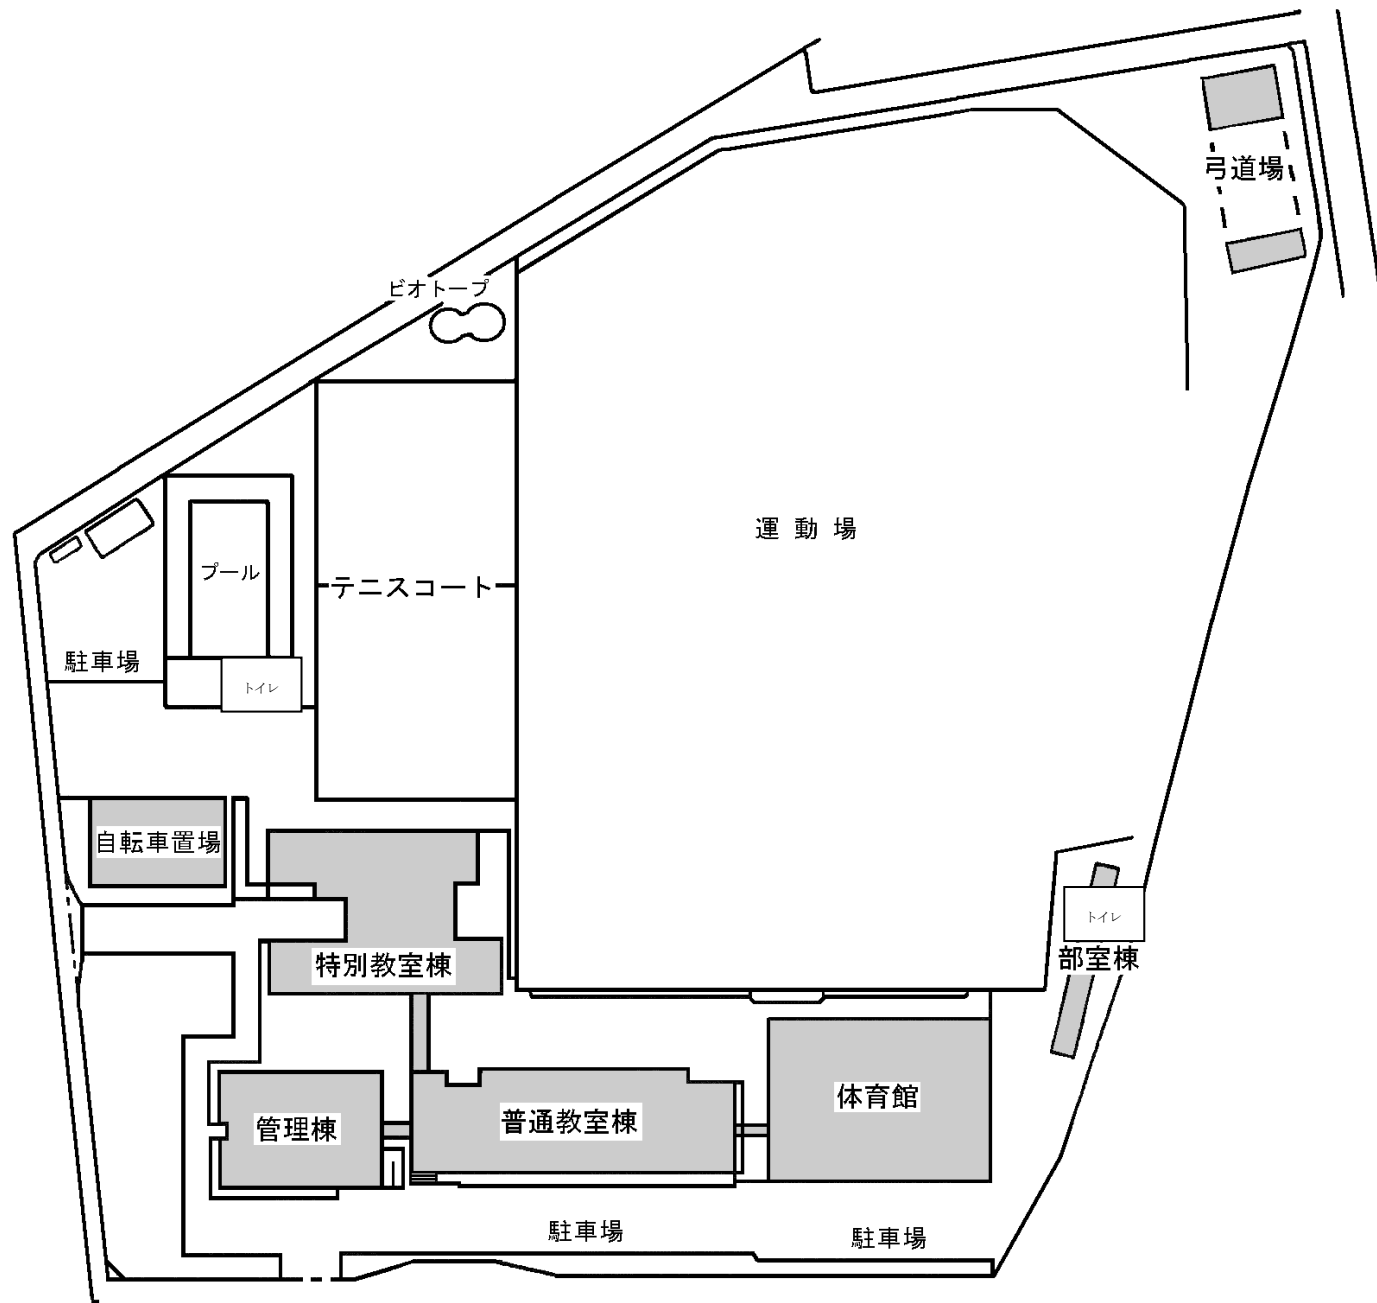 弓道場
ビオトープ
運動場
プール
テニスコート
駐車場
トイレ
自転車置場
トイレ
部室棟
特別教室棟
体育館
普通教室棟
管理棟
駐車場
駐車場